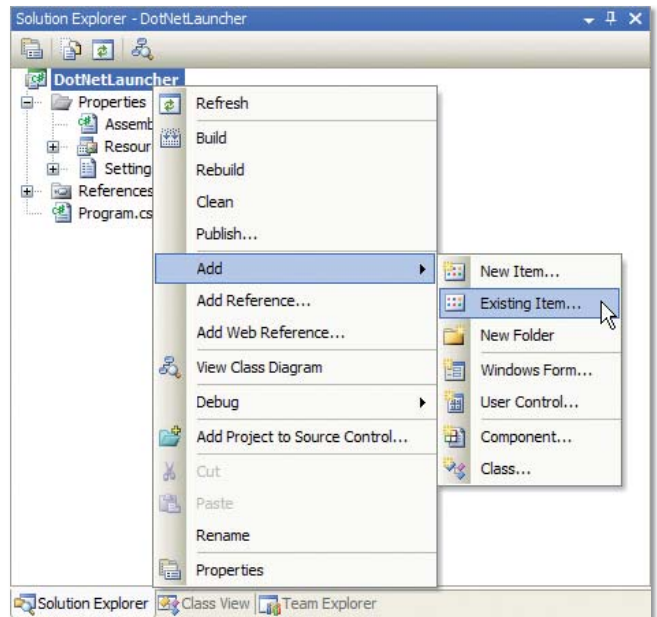 Solution Explorer - DotNetLauncher
DotNetLauncher
Properties
Assemb
Resour
Setting
References
Program.cs
Refresh
Build
Rebuild
Clean
Publish...
Add
Add Reference...
Add Web Reference...
View Class Diagram
Debug
Add Project to Source Control...
Cut
Paste
Rename
Properties
New Item...
Existing Item...
New Folder
Windows Form...
User Control...
Component...
Class...
Solution Explorer Class View Team Explorer